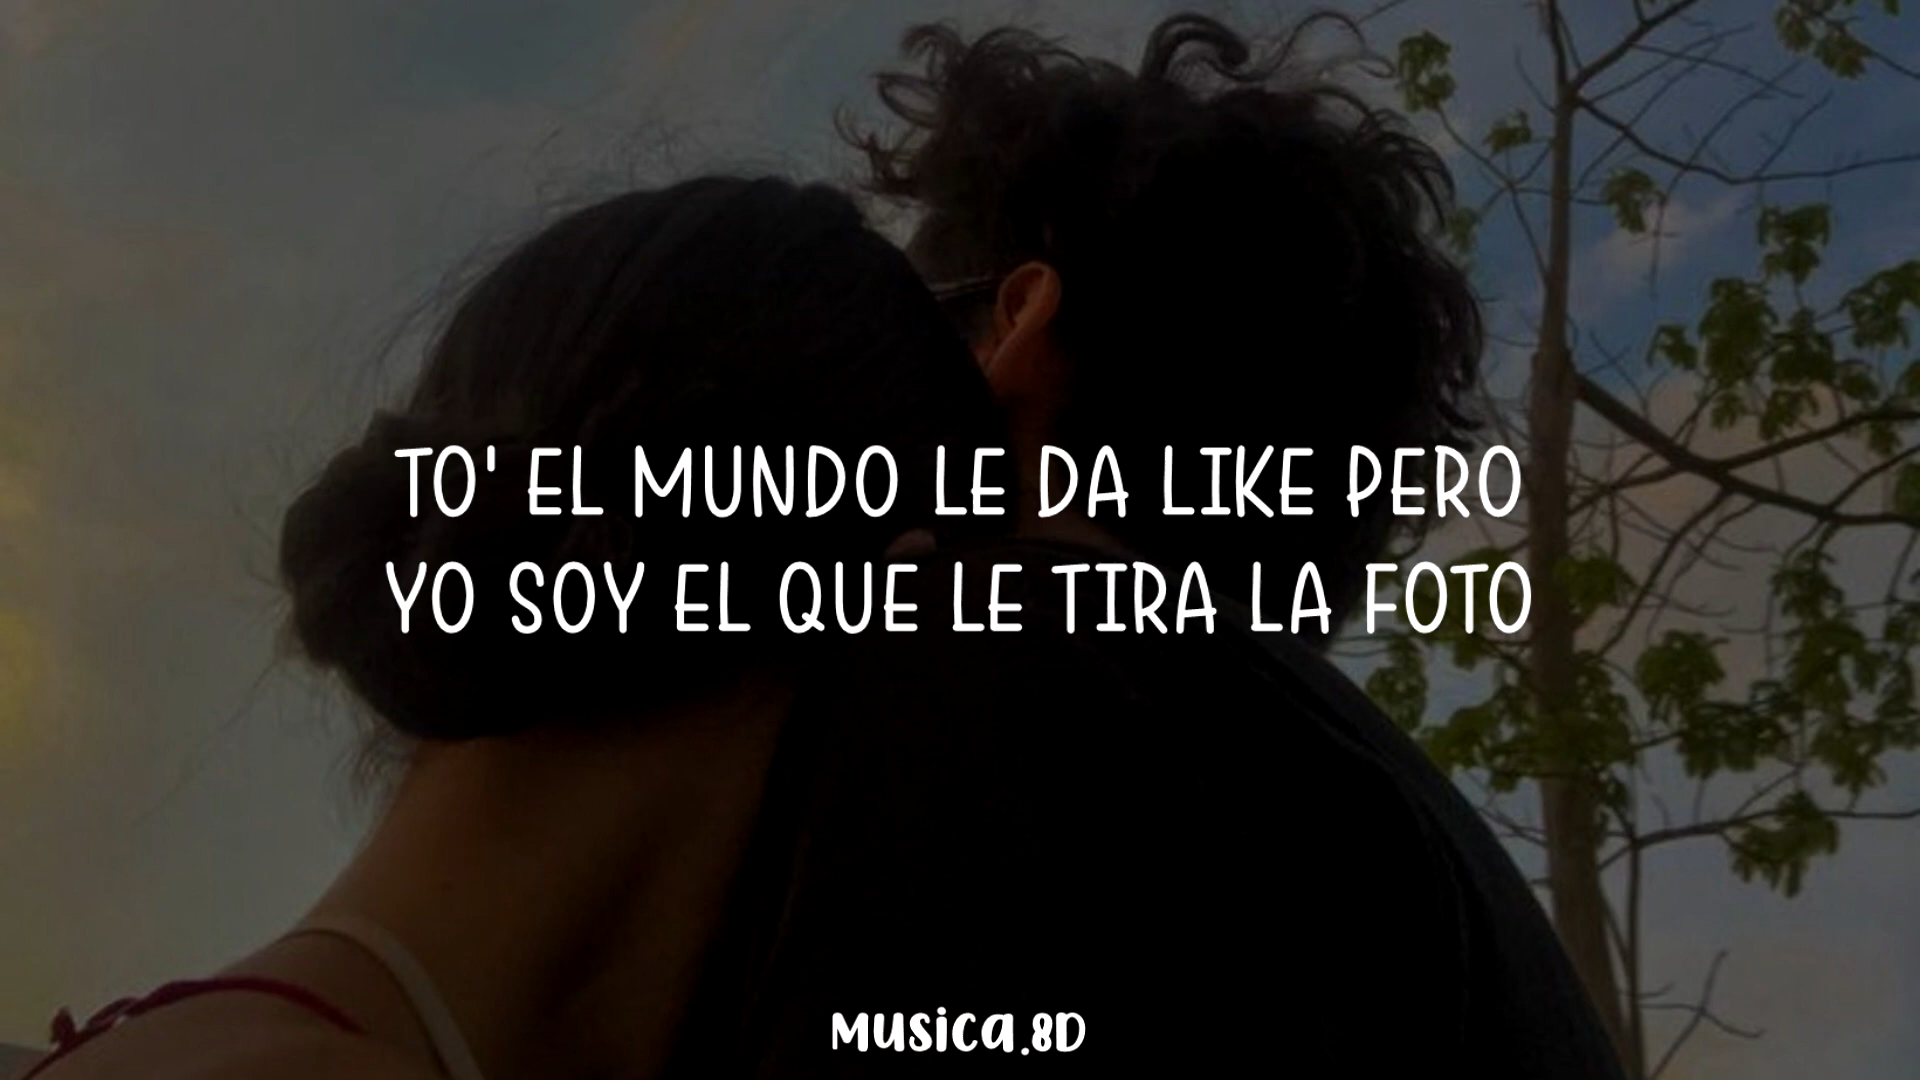 TO' EL MUNDO LE DA LIKE PERO
YO SOY EL QUE LE TIRA LA FOTO
MUSICA.8D